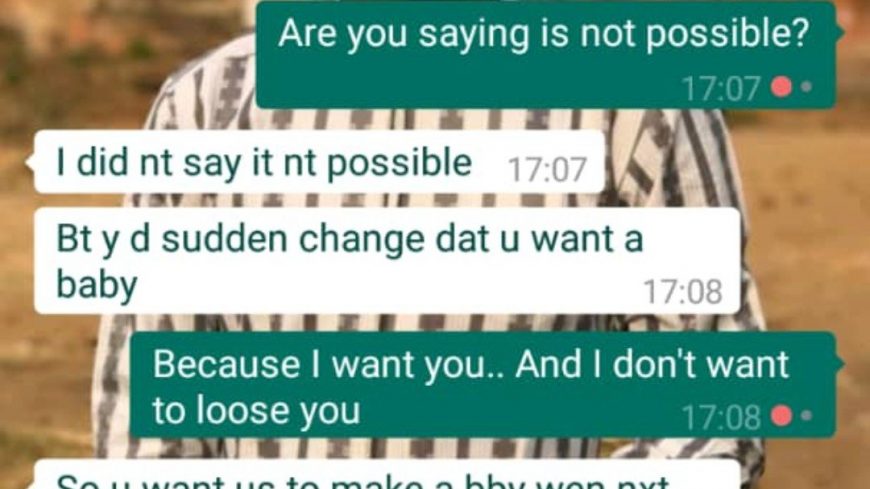 Are you saying is not possible?
17:07
I did nt say it nt possible 17:07
Bt y d sudden change dat u want a
baby 17:08
Because I want you.. And I don't want
to loose you 17:08
So u want us to make a bby wen nxt